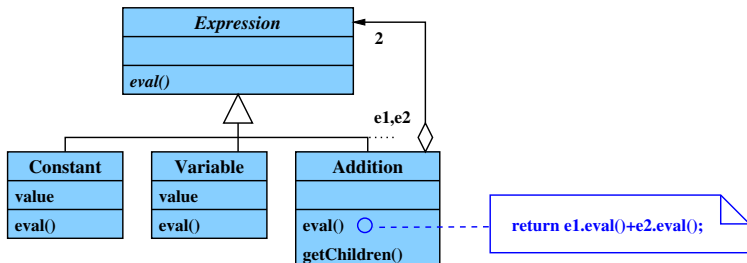 Expression
2
eval()
e1,e2
Constant
Variable
Addition
value
value
eval()
eval()
eval()
return e1.eval()+e2.eval();
getChildren()